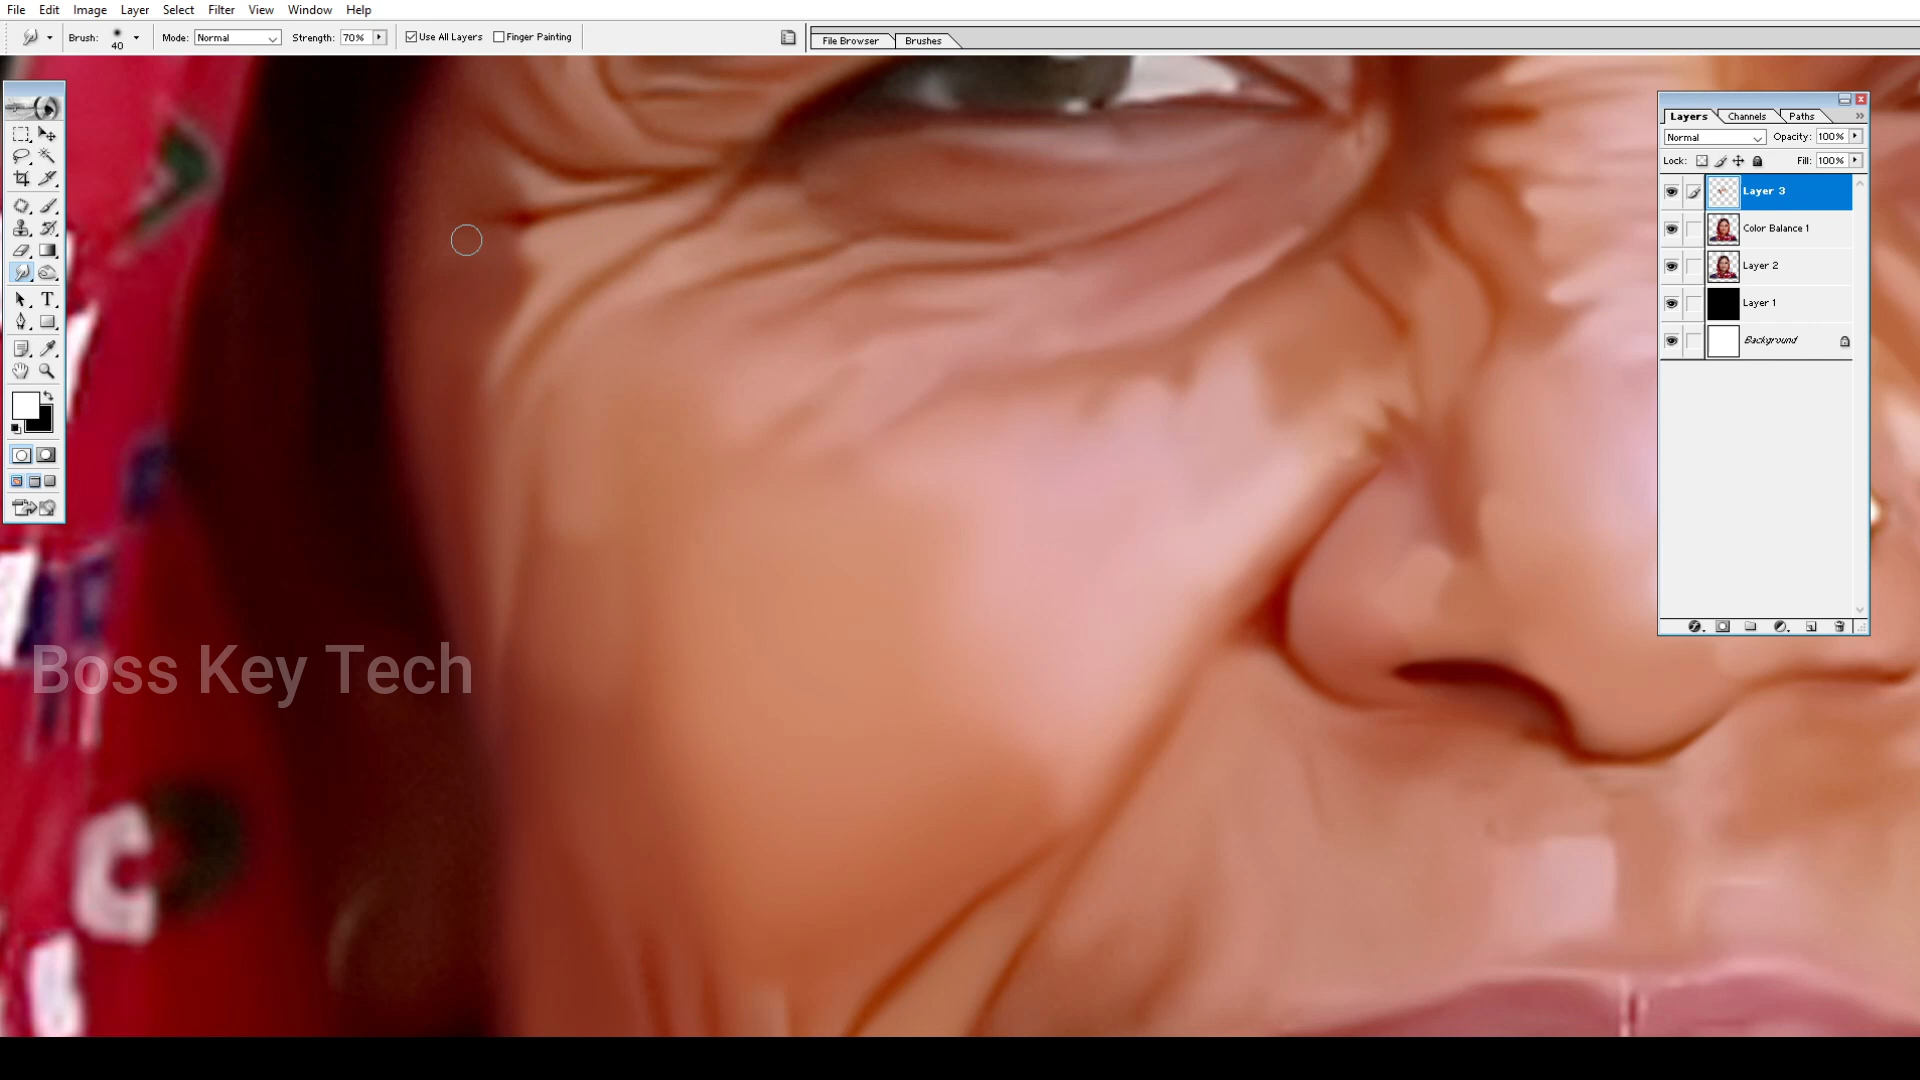 File Edit Image Layer Select Filter View Window Help
Brush: 40 Mode: Normal Strength: 70% Use All Layers Finger Painting File Browser Brushes
Layers Channels Paths
Normal Opacity: 100%
Lock: Fill: 100%
Layer 3
Color Balance 1
Layer 2
Layer 1
Background
Boss Key Tech